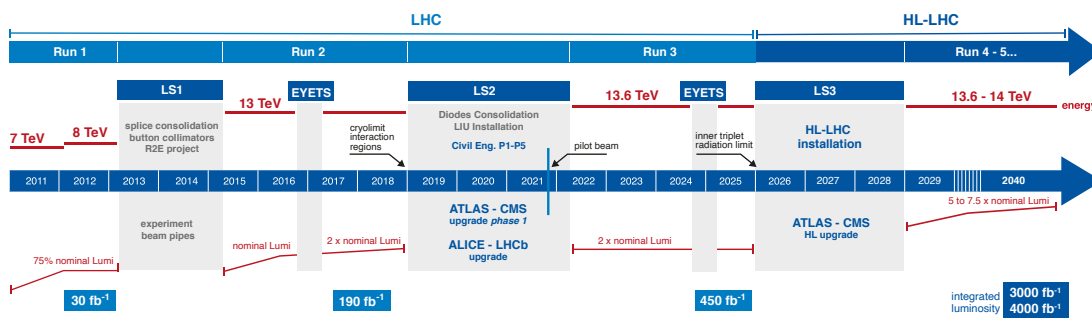 LHC
HL-LHC
Run 1
Run 2
Run 3
Run 4 - 5...
LS1
EYETS
LS2
EYETS
LS3
7 TeV
8 TeV
13 TeV
13.6 TeV
13.6 - 14 TeV
energy
splice consolidation
button collimators
R2E project
cryolimit
interaction
regions
Diodes Consolidation
LIU Installation
Civil Eng. P1-P5
pilot beam
inner triplet
radiation limit
HL-LHC
installation
2011 2012 2013 2014 2015 2016 2017 2018 2019 2020 2021 2022 2023 2024 2025 2026 2027 2028 2029 2040
experiment
beam pipes
ATLAS - CMS
upgrade phase 1
ALICE - LHCb
upgrade
ATLAS - CMS
HL upgrade
5 to 7.5 x nominal Lumi
75% nominal Lumi
nominal Lumi
2 x nominal Lumi
2 x nominal Lumi
30 fb⁻¹
190 fb⁻¹
450 fb⁻¹
integrated
luminosity
3000 fb⁻¹
4000 fb⁻¹